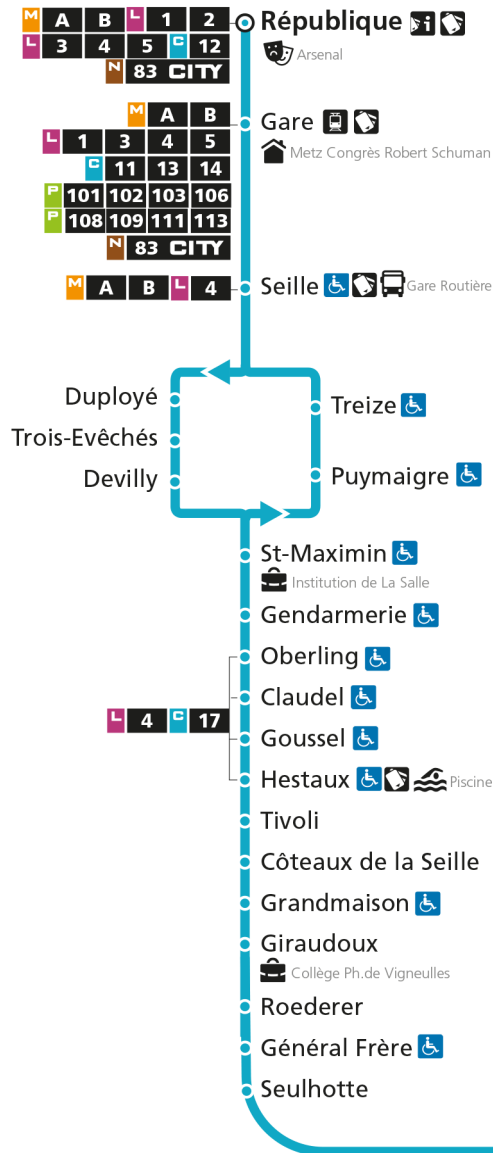 M A B L 1 2
République i
L 3 4 5 C 12
Arsenal
N 83 CITY
M A B
Gare
L 1 3 4 5
Metz Congrès Robert Schuman
C 11 13 14
P 101 102 103 106
P 108 109 111 113
N 83 CITY
M A B L 4
Seille
Gare Routière
Duployé
Treize
Trois-Evêchés
Devilly
Puymaigre
St-Maximin
Institution de La Salle
Gendarmerie
Oberling
Claudel
L 4 C 17
Goussel
Hestaux
Piscine
Tivoli
Côteaux de la Seille
Grandmaison
Giraudoux
Collège Ph.de Vigneulles
Roederer
Général Frère
Seulhotte